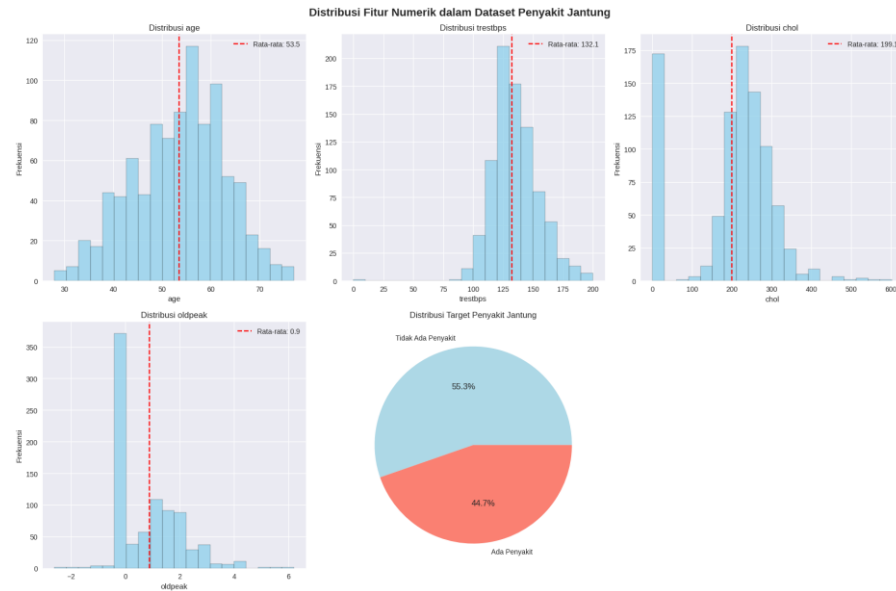 Distribusi Fitur Numerik dalam Dataset Penyakit Jantung
Distribusi age
Rata-rata: 53.5
Frekuensi
120
100
80
60
40
20
0
30 40 50 60 70
age
Distribusi trestbps
Rata-rata: 132.1
Frekuensi
200
175
150
125
100
75
50
25
0
0 25 50 75 100 125 150 175 200
trestbps
Distribusi chol
Rata-rata: 199.1
Frekuensi
175
150
125
100
75
50
25
0
0 100 200 300 400 500 600
chol
Distribusi oldpeak
Rata-rata: 0.9
Frekuensi
350
300
250
200
150
100
50
0
−2 0 2 4 6
oldpeak
Distribusi Target Penyakit Jantung
Tidak Ada Penyakit
55.3%
44.7%
Ada Penyakit